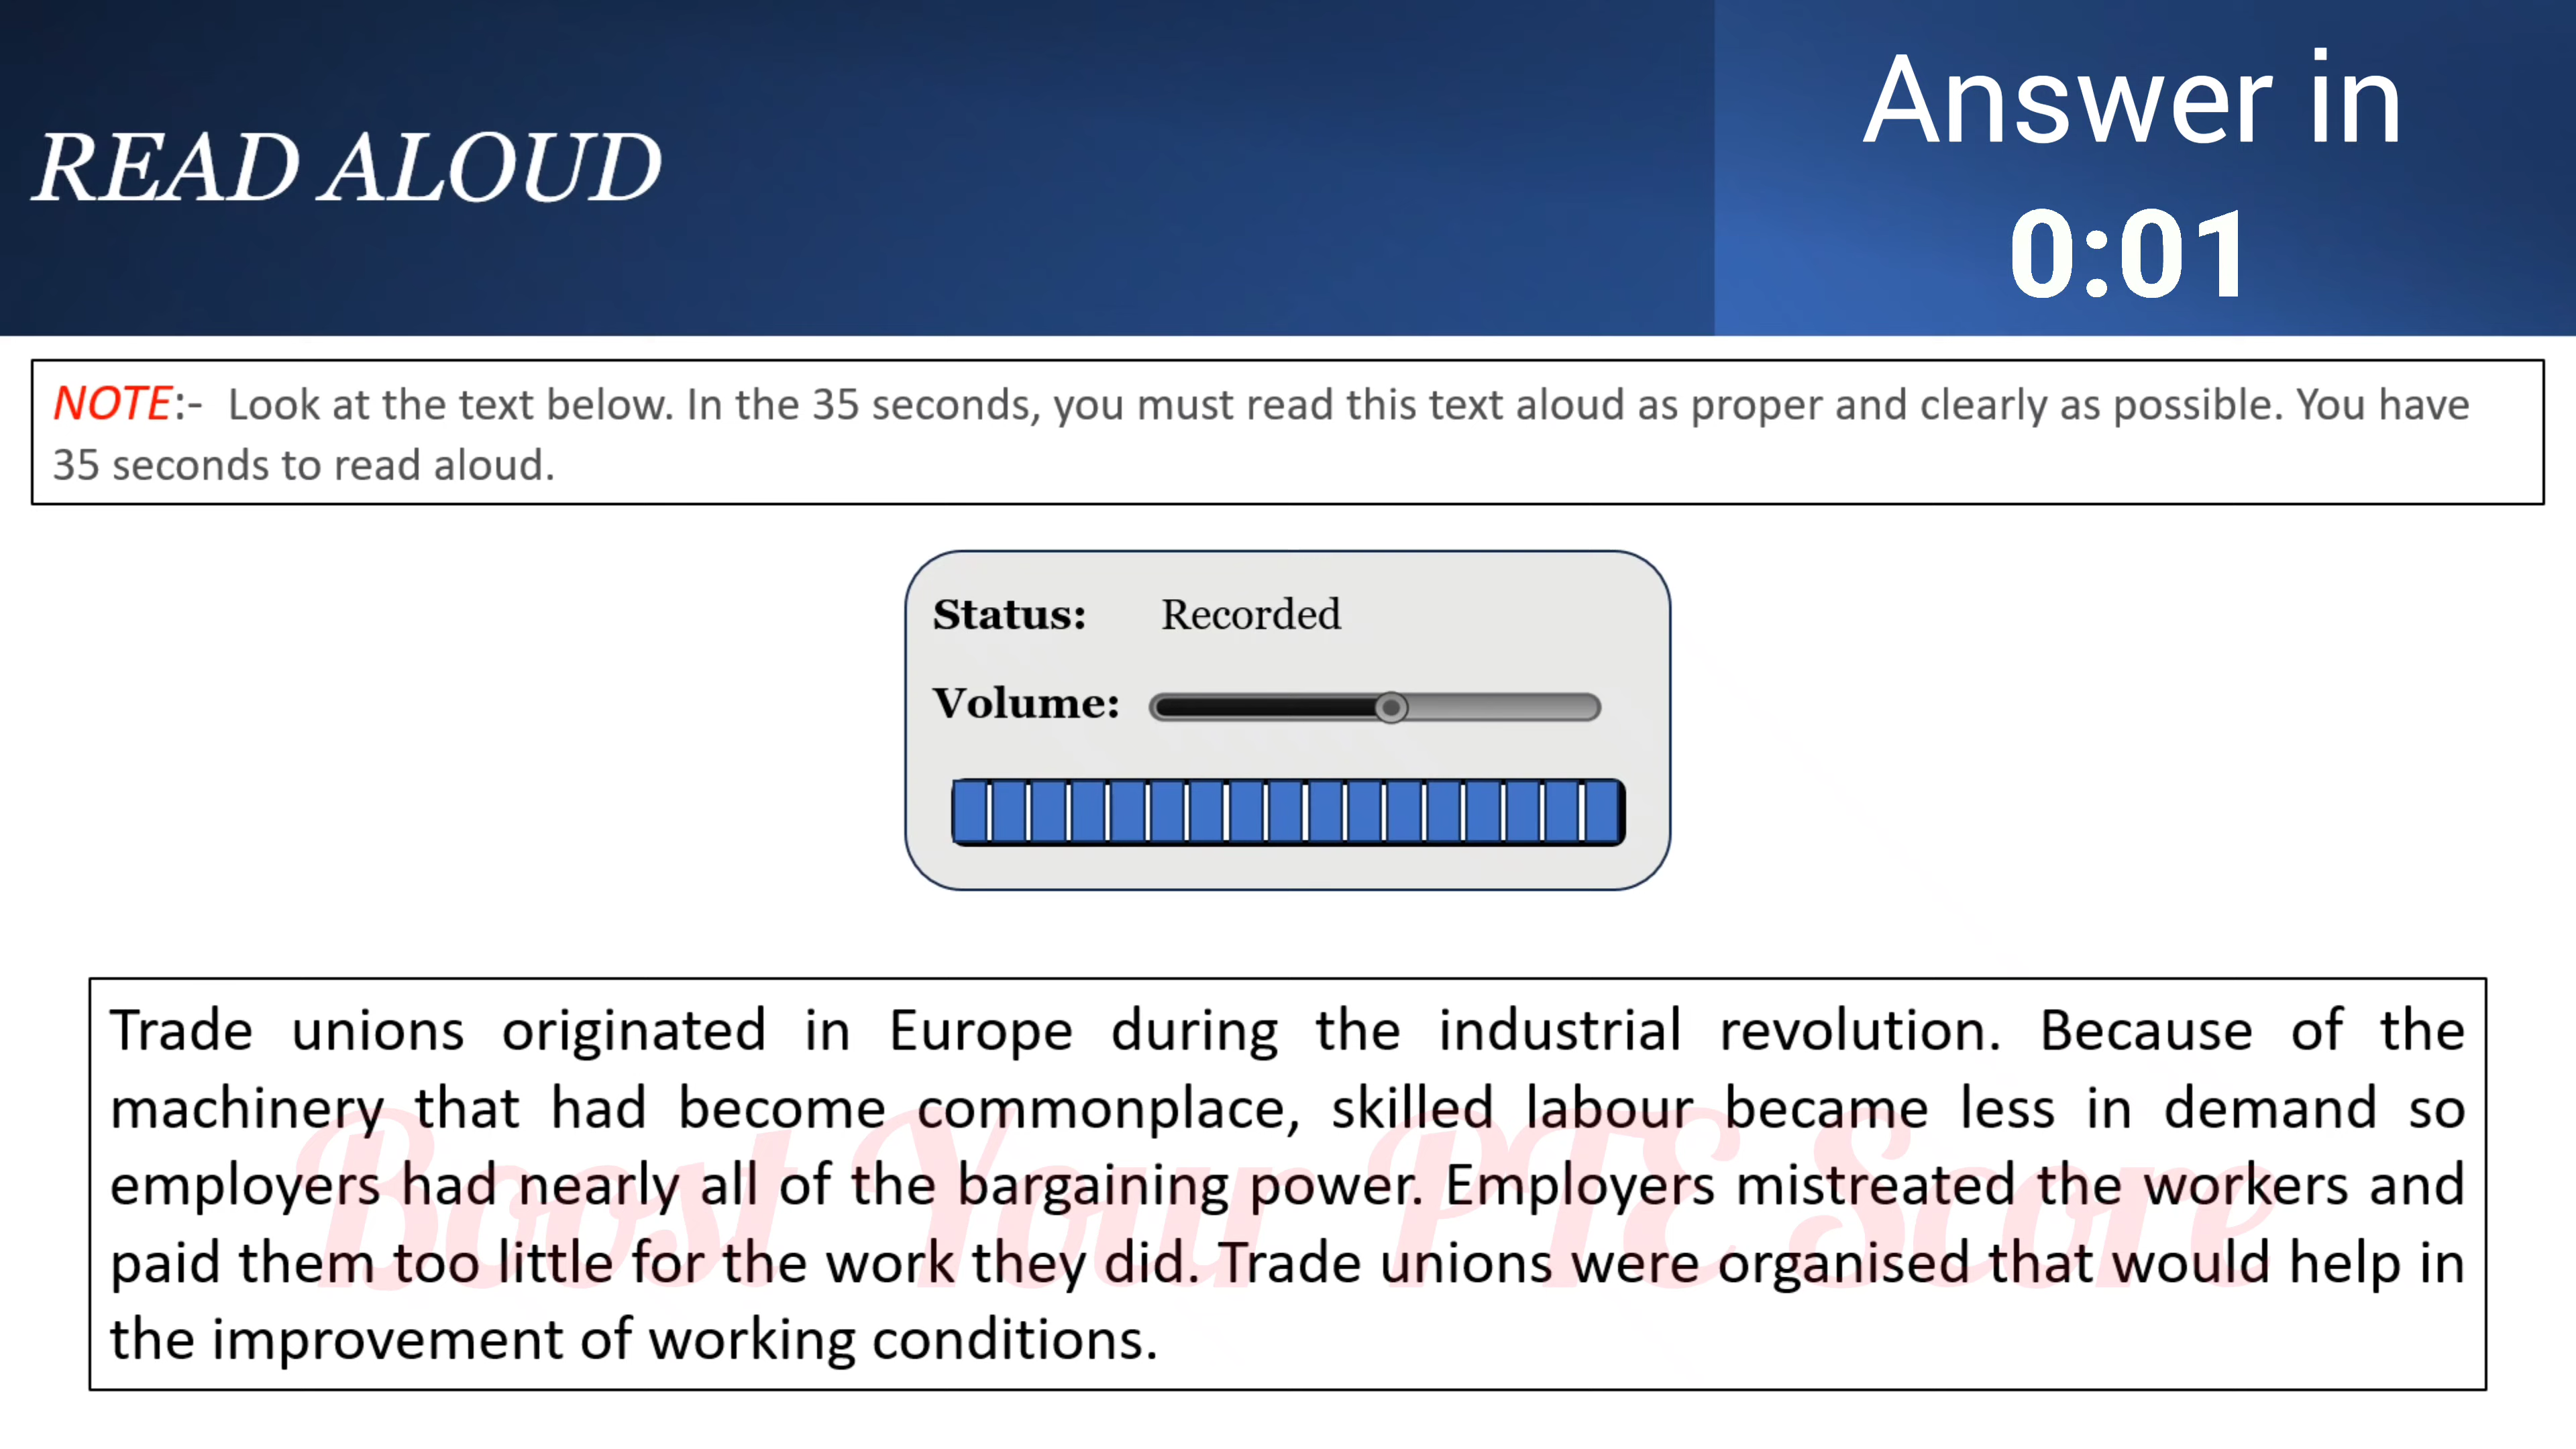 READ ALOUD
Answer in
0:01
NOTE:- Look at the text below. In the 35 seconds, you must read this text aloud as proper and clearly as possible. You have
35 seconds to read aloud.
Status: Recorded
Volume:
Trade unions originated in Europe during the industrial revolution. Because of the
machinery that had become commonplace, skilled labour became less in demand so
employers had nearly all of the bargaining power. Employers mistreated the workers and
paid them too little for the work they did. Trade unions were organised that would help in
the improvement of working conditions.
Boost Your PTE Score